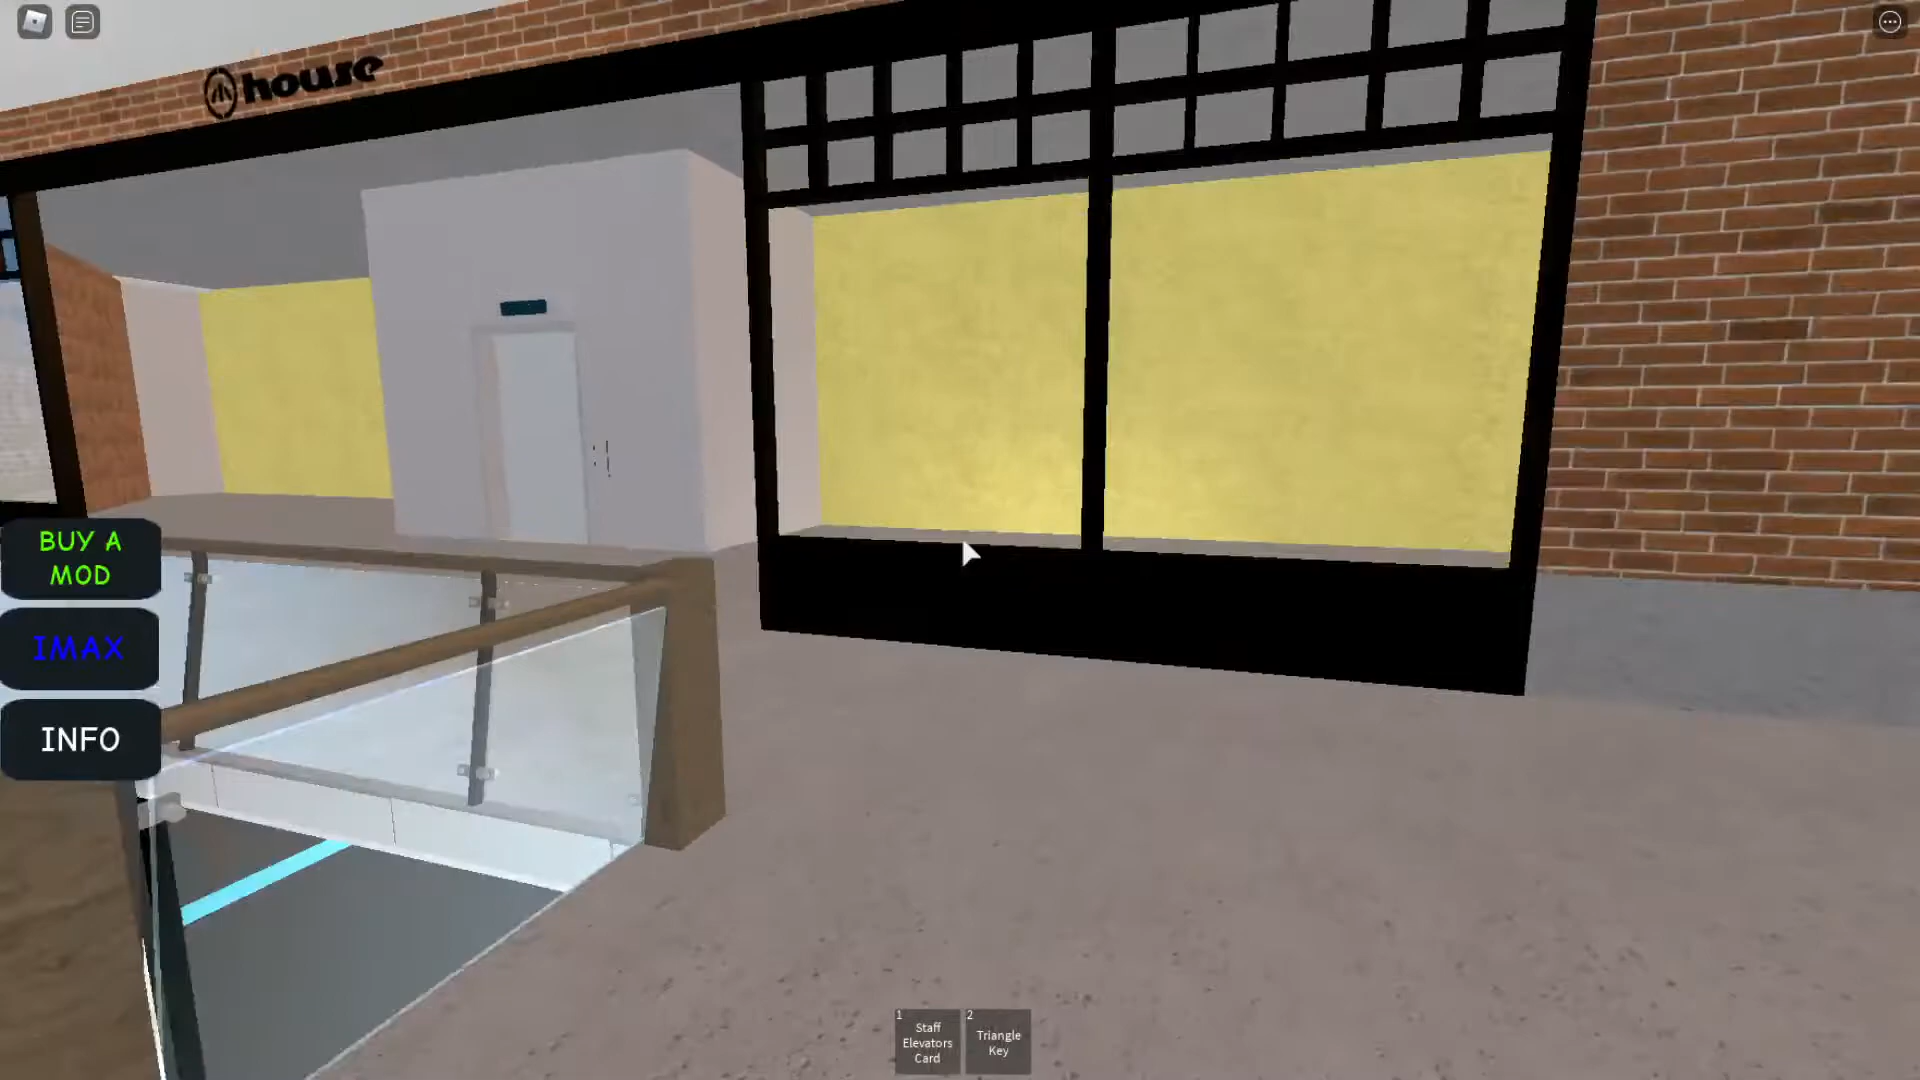 house
BUY A
MOD
IMAX
INFO
1
Staff
Elevators
Card
2
Triangle
Key